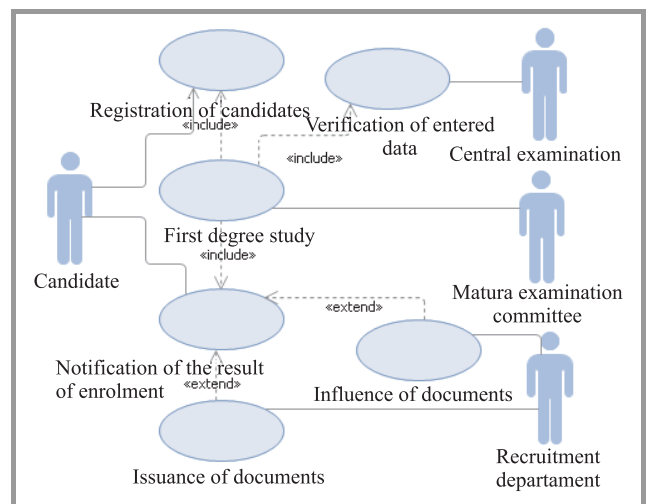 Registration of candidates
«include»
Verification of entered
data
«include»
Central examination
First degree study
«include»
Candidate
Matura examination
committee
«extend»
Notification of the result
of enrolment
«extend»
Influence of documents
Issuance of documents
Recruitment
departament